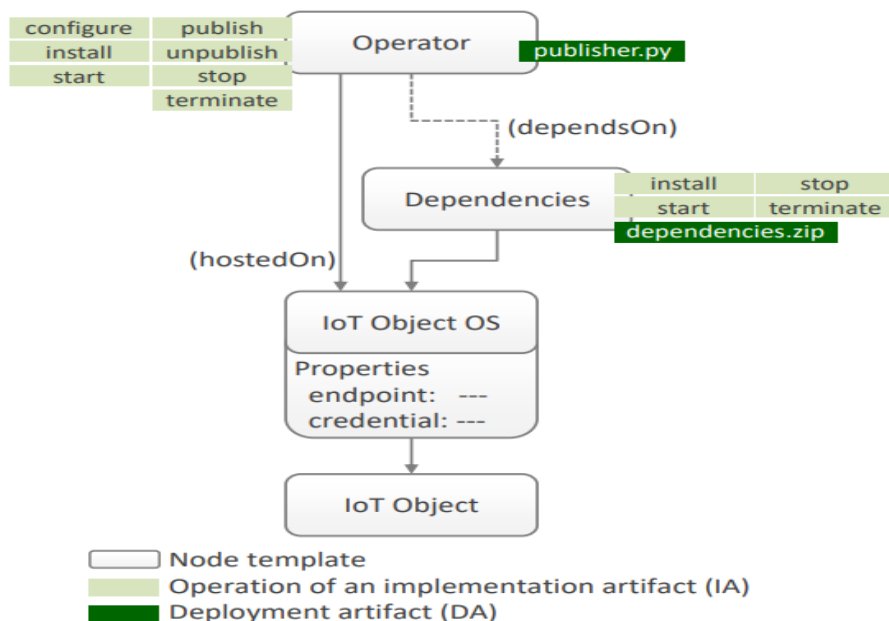 configure publish
install unpublish
start stop
terminate
Operator
publisher.py
(dependsOn)
Dependencies
install stop
start terminate
dependencies.zip
(hostedOn)
IoT Object OS
Properties
endpoint: ---
credential: ---
IoT Object
Node template
Operation of an implementation artifact (IA)
Deployment artifact (DA)